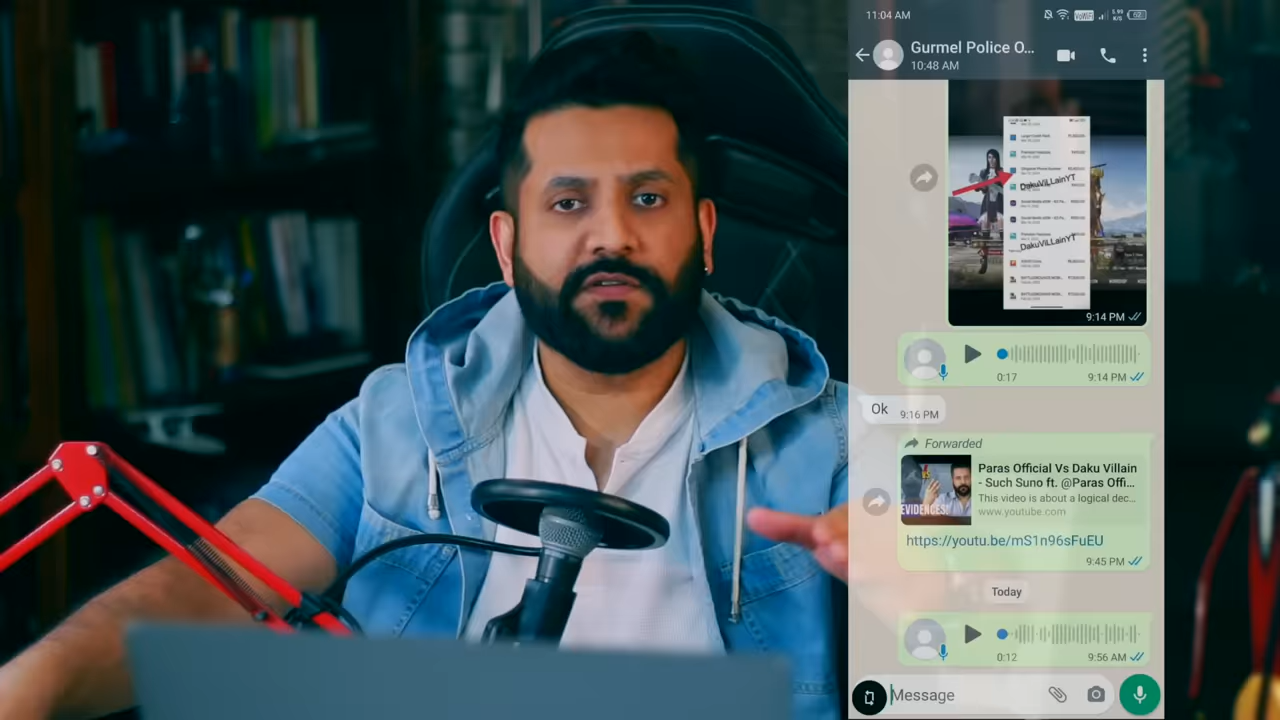 11:04 AM
VoWiFi
Gurmel Police O...
10:48 AM
DakuViLLainYT
DakuViLLainYT
9:14 PM
0:17
9:14 PM
Ok
9:16 PM
Forwarded
Paras Official Vs Daku Villain
- Such Suno ft. @Paras Offi...
This video is about a logical dec...
www.youtube.com
EVIDENCES!
https://youtu.be/mS1n96sFuEU
9:45 PM
Today
0:12
9:56 AM
Message